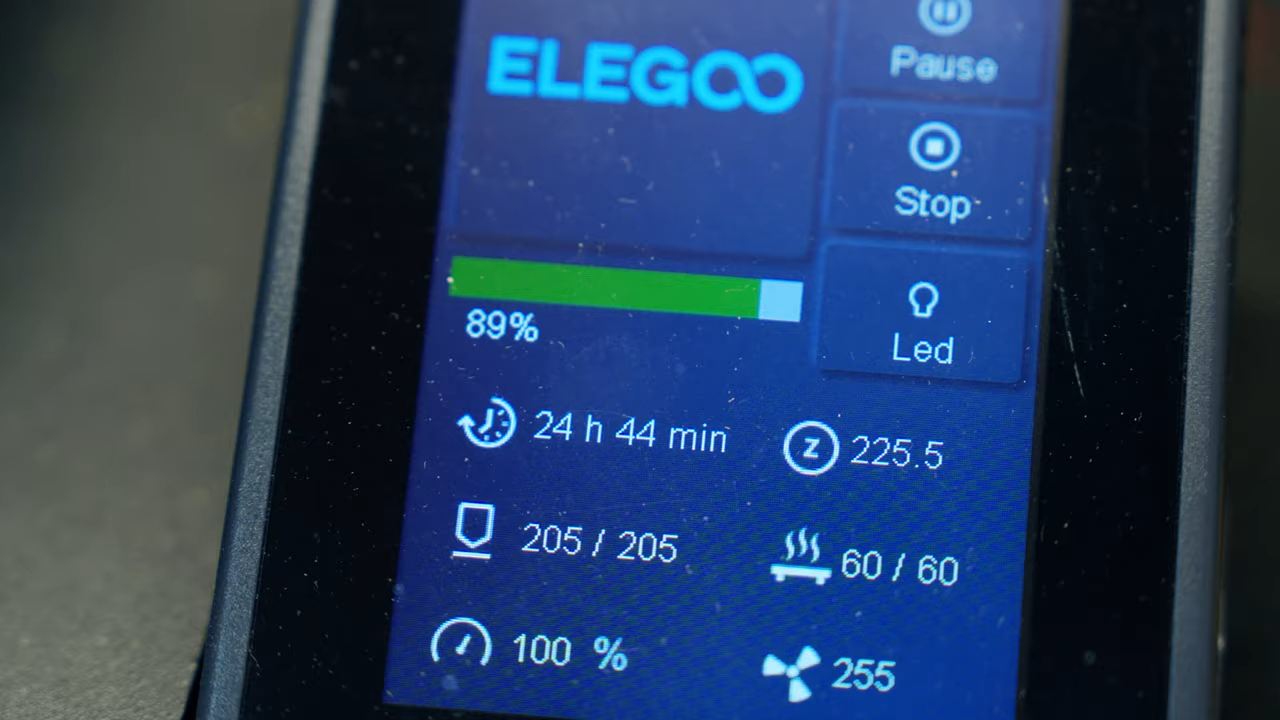 ELEGOO
Pause
Stop
Led
89%
24 h 44 min
Z 225.5
205 / 205
60 / 60
100 %
255